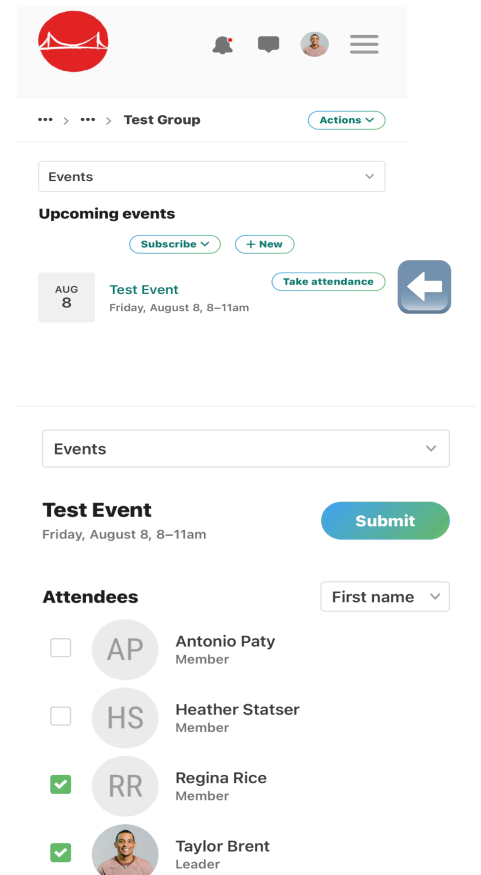 ••• > ••• > Test Group
Actions
Events
Upcoming events
Subscribe
+ New
AUG
8
Test Event
Friday, August 8, 8–11am
Take attendance
Events
Test Event
Friday, August 8, 8–11am
Submit
Attendees
First name
AP
Antonio Paty
Member
HS
Heather Statser
Member
RR
Regina Rice
Member
Taylor Brent
Leader